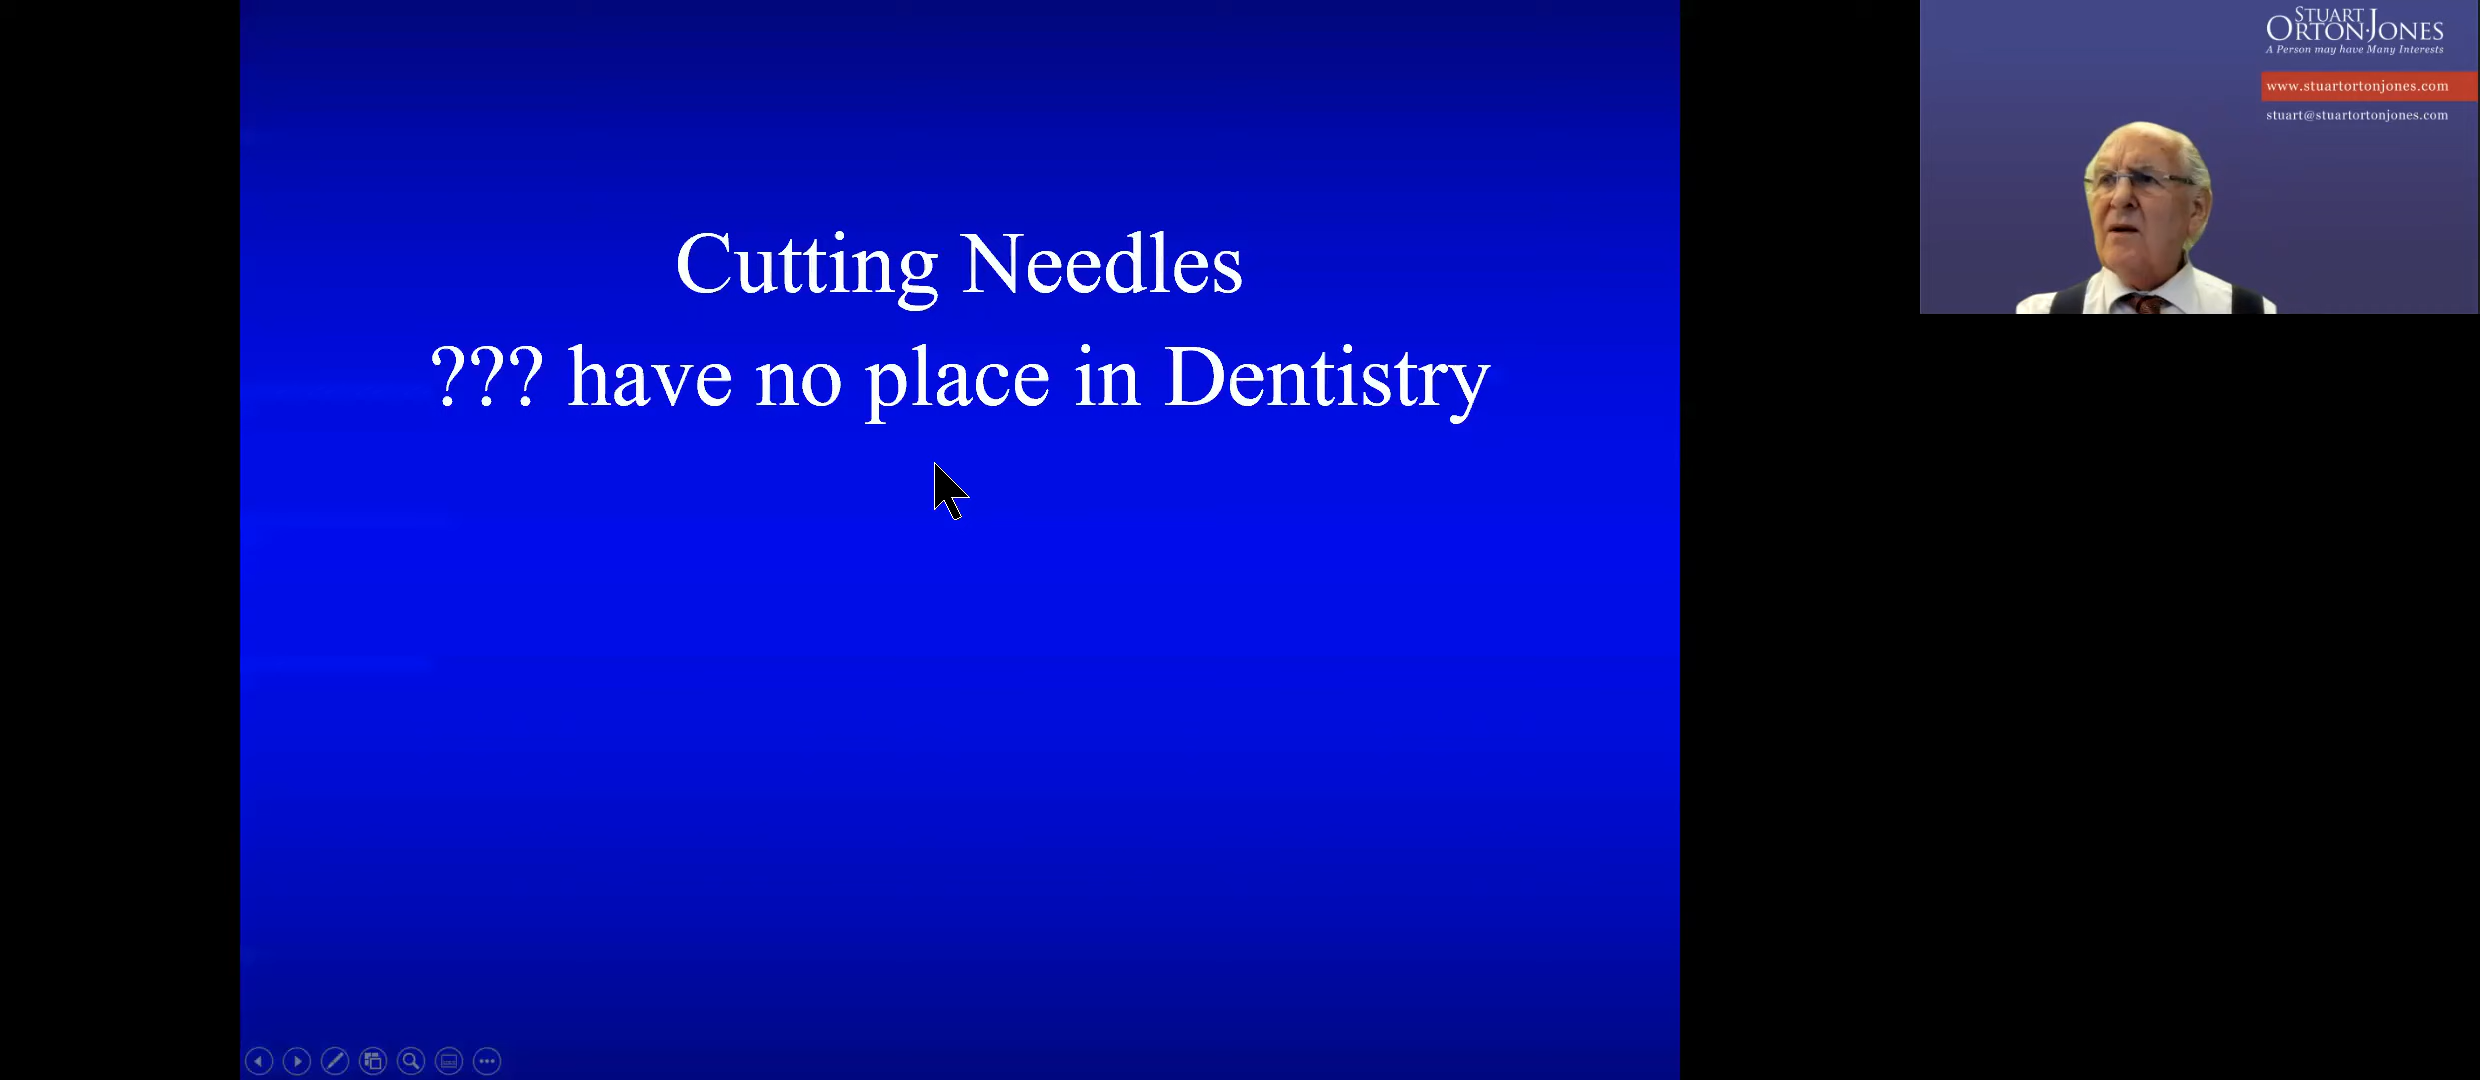 Cutting Needles
??? have no place in Dentistry
STUART
ORTON-JONES
A Person may have Many Interests
www.stuartortonjones.com
stuart@stuartortonjones.com